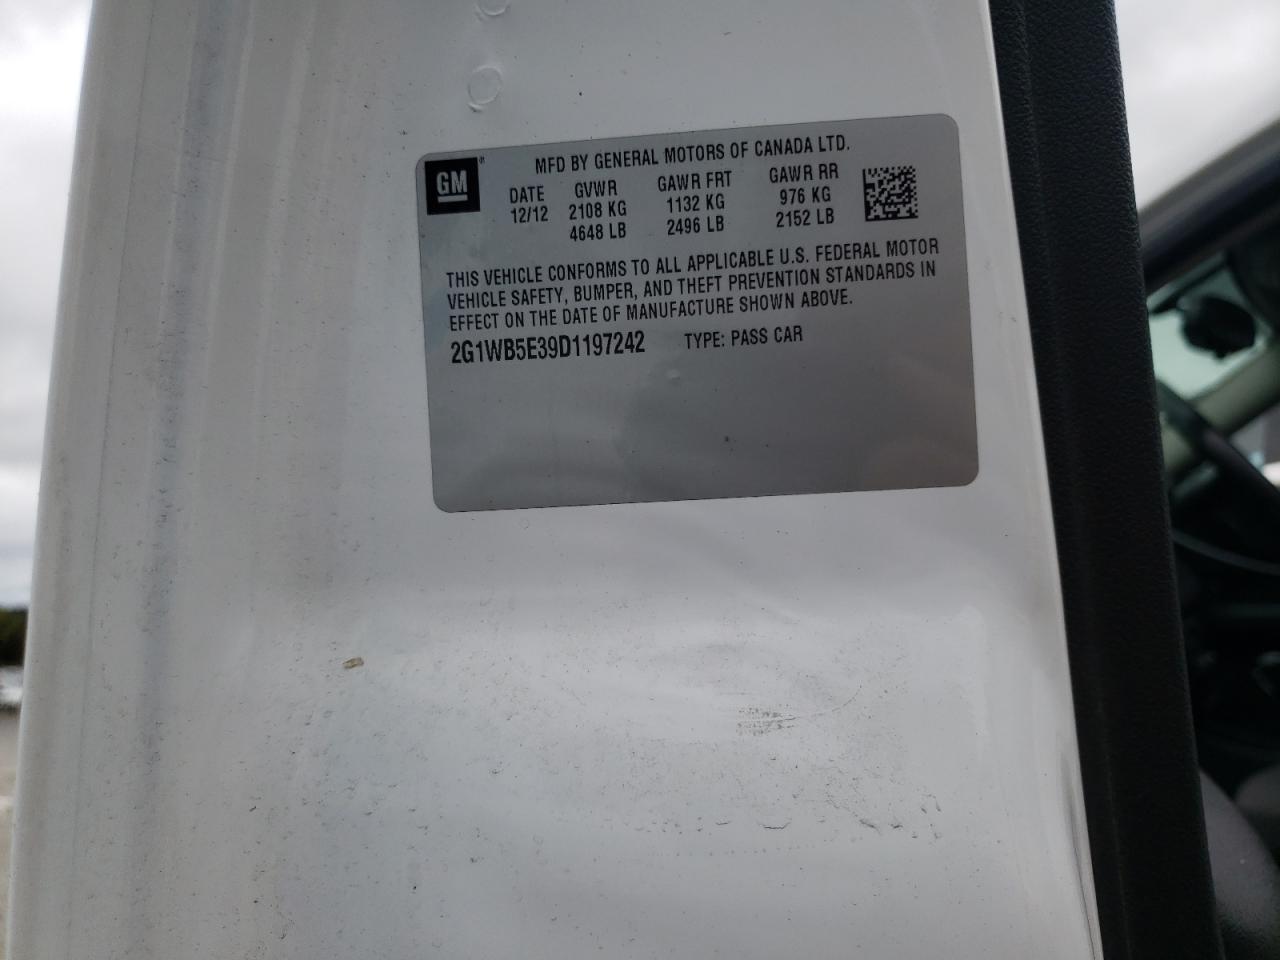 GM
MFD BY GENERAL MOTORS OF CANADA LTD.
DATE GVWR GAWR FRT GAWR RR
12/12 2108 KG 1132 KG 976 KG
4648 LB 2496 LB 2152 LB
THIS VEHICLE CONFORMS TO ALL APPLICABLE U.S. FEDERAL MOTOR
VEHICLE SAFETY, BUMPER, AND THEFT PREVENTION STANDARDS IN
EFFECT ON THE DATE OF MANUFACTURE SHOWN ABOVE.
2G1WB5E39D1197242 TYPE: PASS CAR